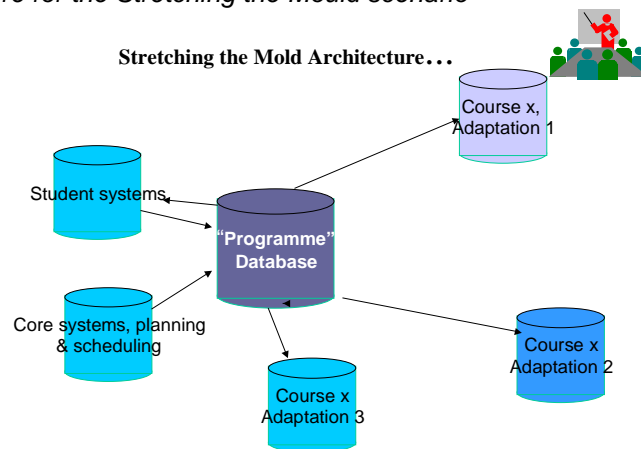 re for the Stretching the Mould scenario
Stretching the Mold Architecture…
Course x,
Adaptation 1
Student systems
“Programme”
Database
Core systems, planning
& scheduling
Course x
Adaptation 2
Course x
Adaptation 3